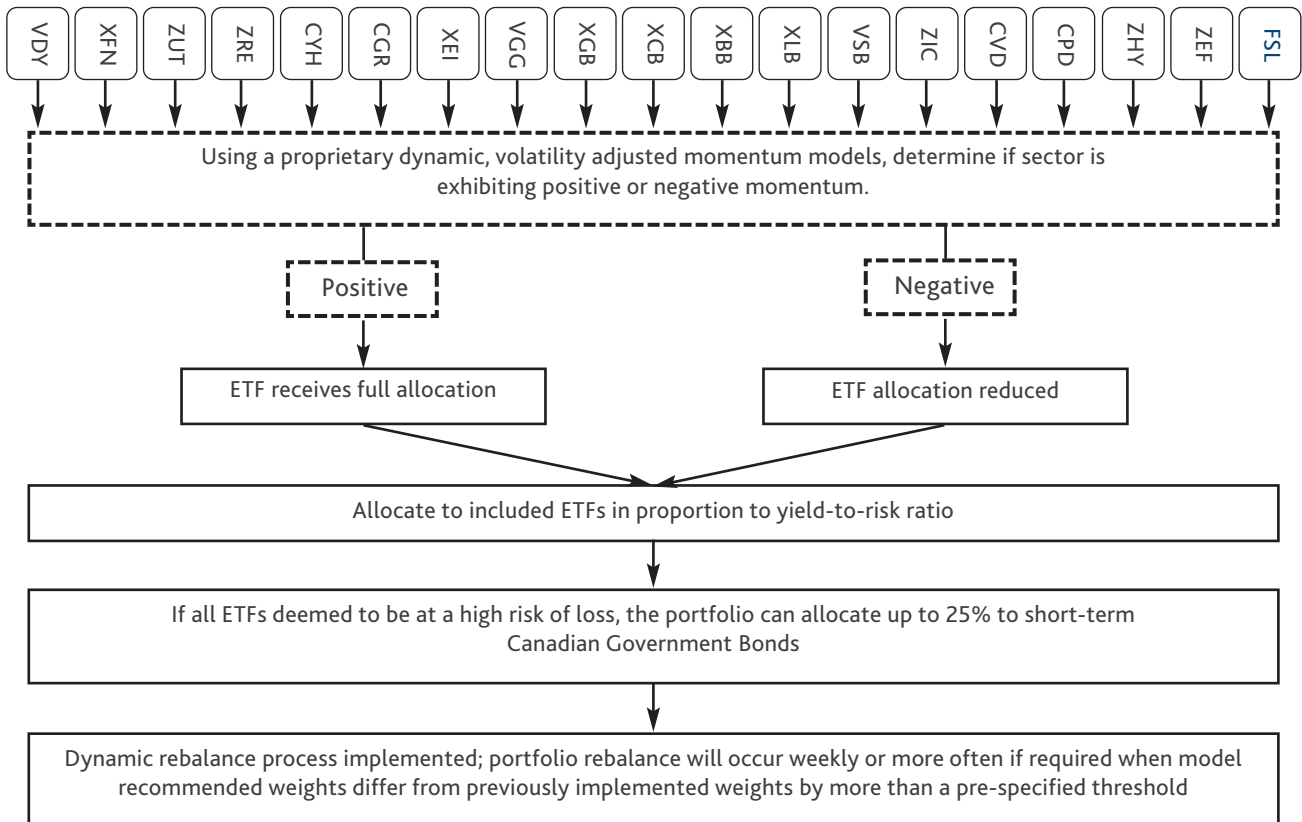 VDY
XFN
ZUT
ZRE
CYH
CGR
XEI
VGG
XGB
XCB
XBB
XLB
VSB
ZIC
CVD
CPD
ZHY
ZEF
FSL
Using a proprietary dynamic, volatility adjusted momentum models, determine if sector is
exhibiting positive or negative momentum.
Positive
Negative
ETF receives full allocation
ETF allocation reduced
Allocate to included ETFs in proportion to yield-to-risk ratio
If all ETFs deemed to be at a high risk of loss, the portfolio can allocate up to 25% to short-term
Canadian Government Bonds
Dynamic rebalance process implemented; portfolio rebalance will occur weekly or more often if required when model
recommended weights differ from previously implemented weights by more than a pre-specified threshold